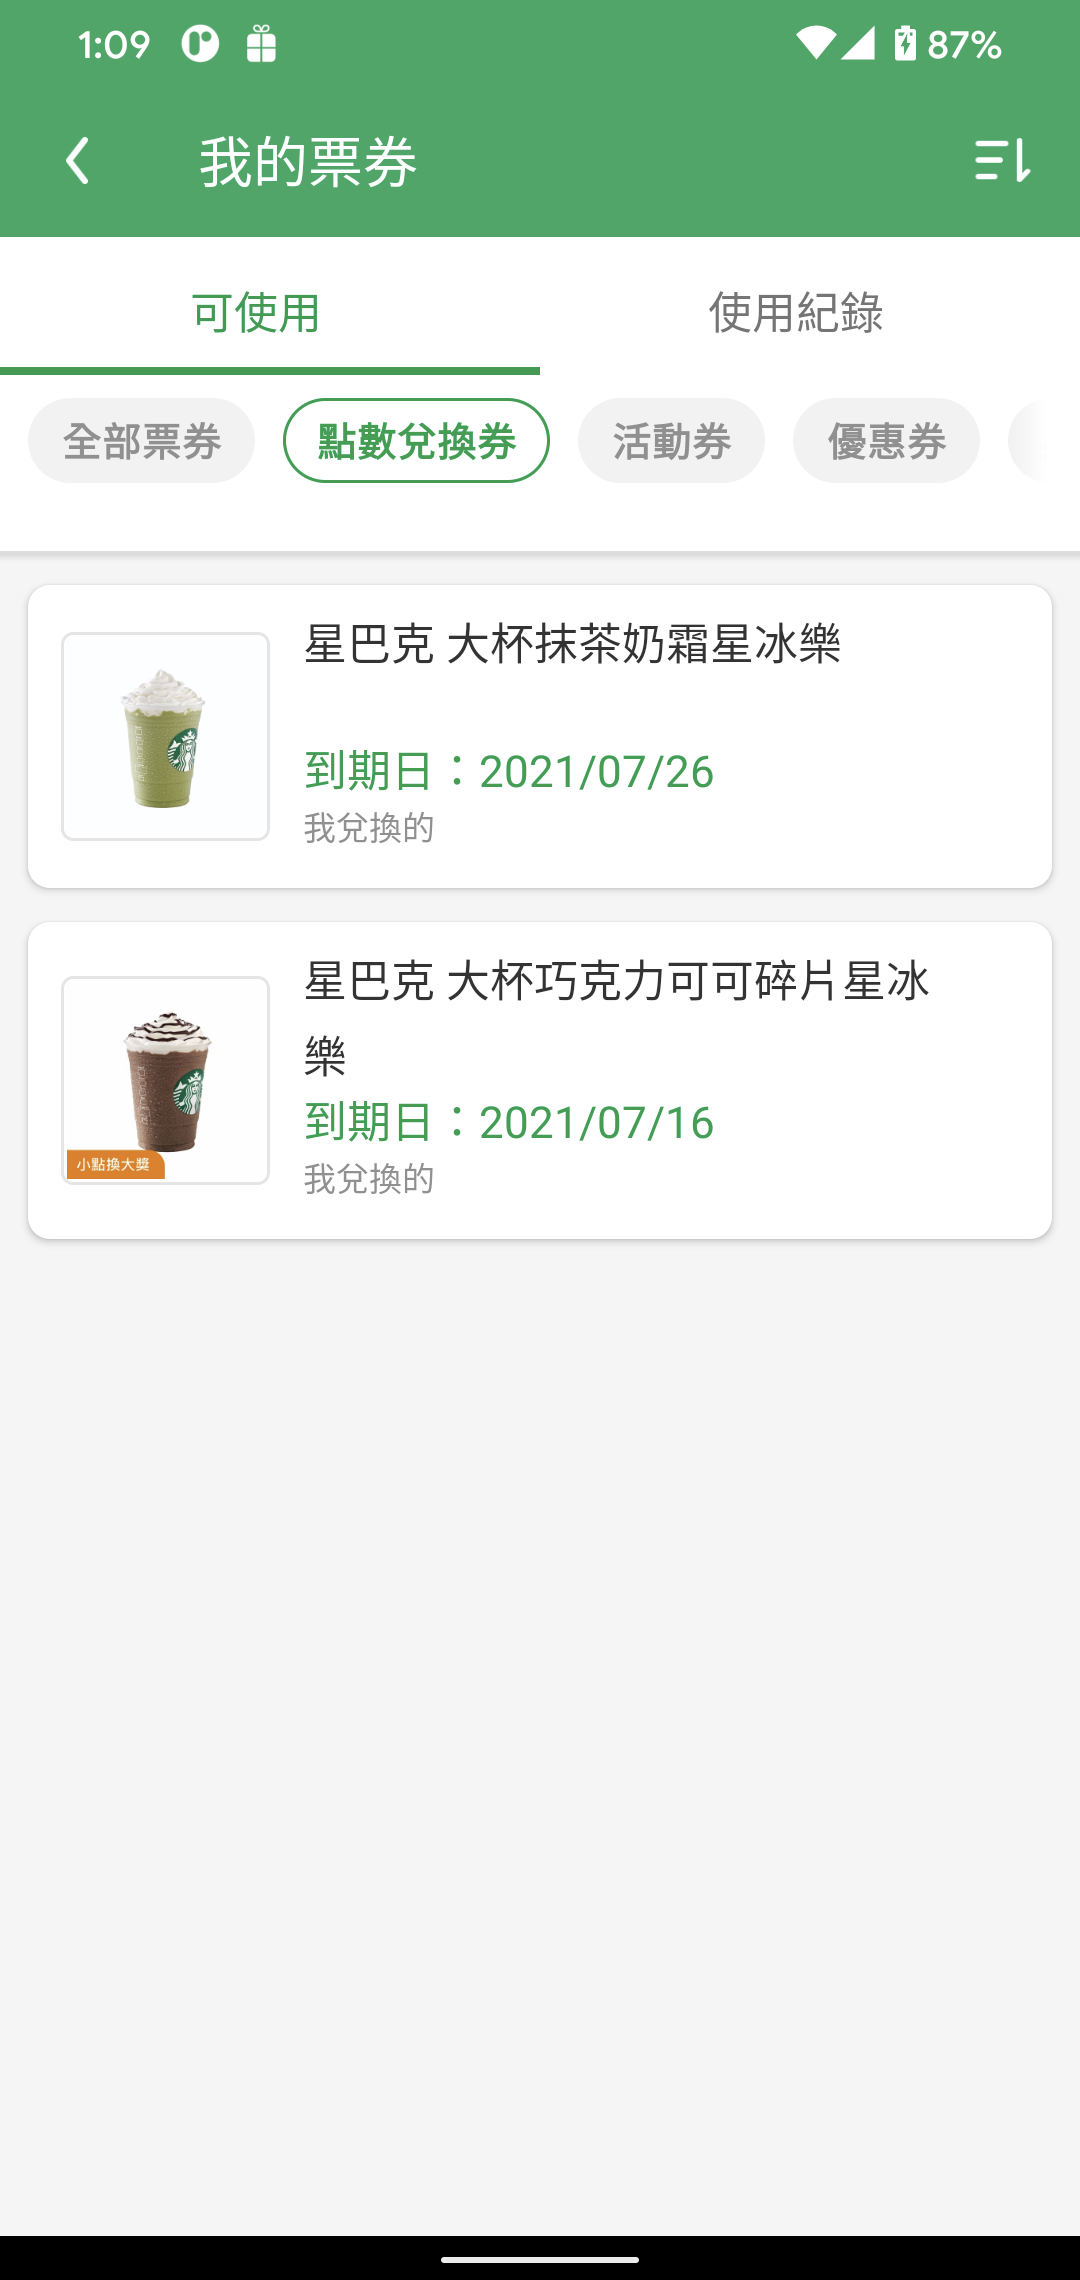 1:09
87%
我的票券
可使用
使用紀錄
全部票券
點數兌換券
活動券
優惠券
星巴克 大杯抹茶奶霜星冰樂
到期日：2021/07/26
我兌換的
星巴克 大杯巧克力可可碎片星冰
樂
到期日：2021/07/16
我兌換的
小點換大獎